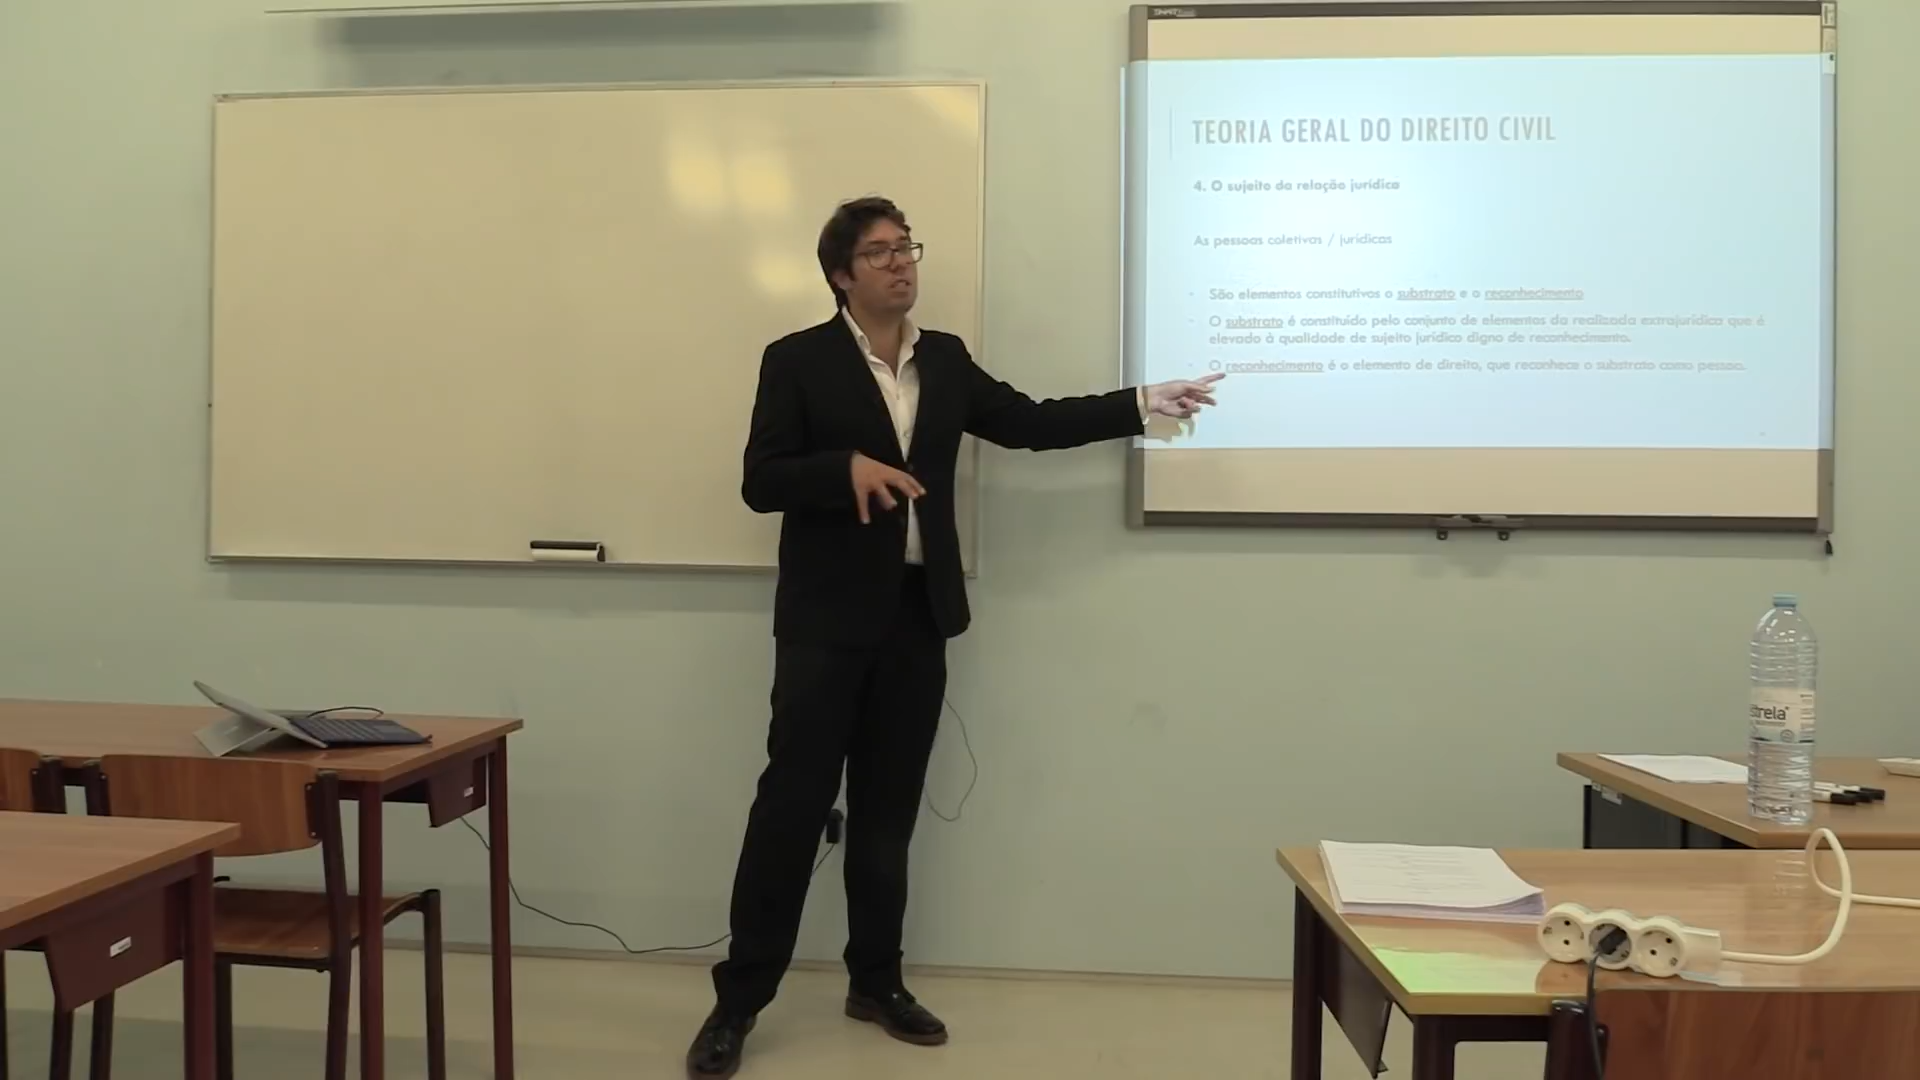 TEORIA GERAL DO DIREITO CIVIL
4. O sujeito da relação jurídica
As pessoas coletivas / jurídicas
- São elementos constitutivos o substrato e o reconhecimento
- O substrato é constituído pelo conjunto de elementos da realizada extrajurídica que é
elevado à qualidade de sujeito jurídico digno de reconhecimento.
- O reconhecimento é o elemento de direito, que reconhece o substrato como pessoa.
strela